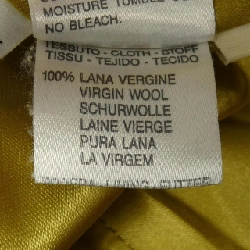 MOISTURE TUMBLE
NO BLEACH.
TESSUTO - CLOTH - STOFF
TISSU - TEJIDO - TECIDO
100% LANA VERGINE
VIRGIN WOOL
SCHURWOLLE
LAINE VIERGE
PURA LANA
LA VIRGEM